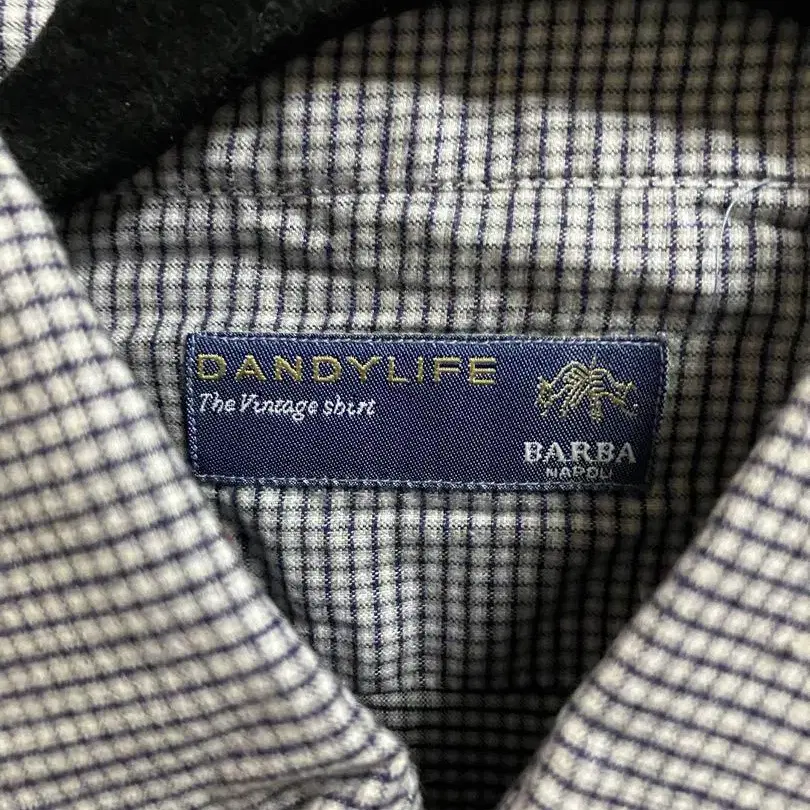 DANDYLIFE
The Vintage shirt
BARBA
NAPOLI